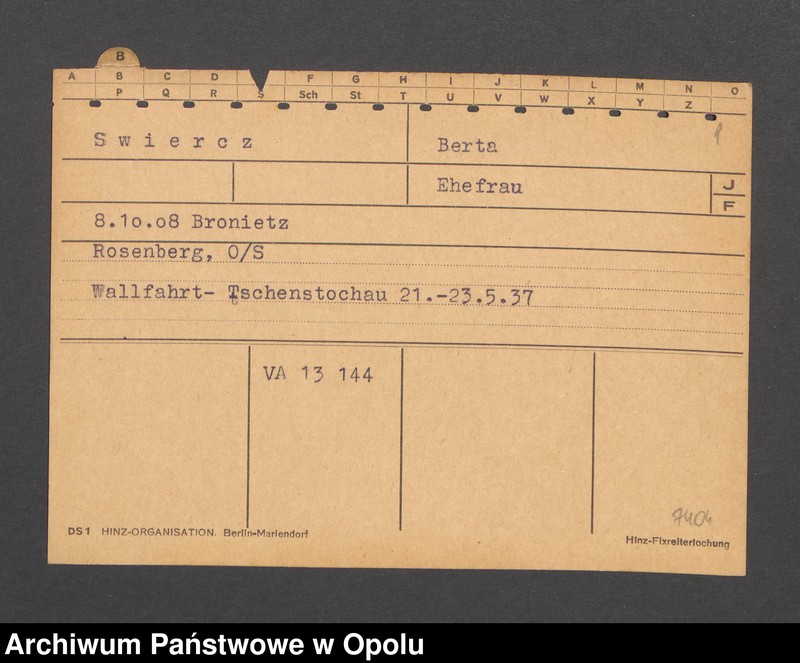 B
A B C D F G H I J K L M N O
P Q R S Sch St T U V W X Y Z
Swiercz Berta
Ehefrau J
F
8.10.08 Bronietz
Rosenberg, O/S
Wallfahrt- Tschenstochau 21.-23.5.37
VA 13 144
7404
DS1 HINZ-ORGANISATION. Berlin-Mariendorf
Hinz-Fixreiterlochung
Archiwum Państwowe w Opolu